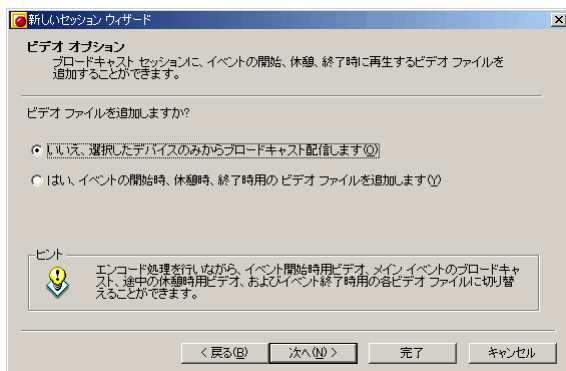 新しいセッション ウィザード
ビデオ オプション
ブロードキャスト セッションに、イベントの開始、休憩、終了時に再生するビデオ ファイルを
追加することができます。
ビデオ ファイルを追加しますか?
いいえ、選択したデバイスのみからブロードキャスト配信します(O)
はい、イベントの開始時、休憩時、終了時用の ビデオ ファイルを追加します(Y)
ヒント
エンコード処理を行いながら、イベント開始時用ビデオ、メイン イベントのブロードキャ
スト、途中の休憩時用ビデオ、およびイベント終了時用の各ビデオ ファイルに切り替
えることができます。
< 戻る(B)
次へ(N) >
完了
キャンセル